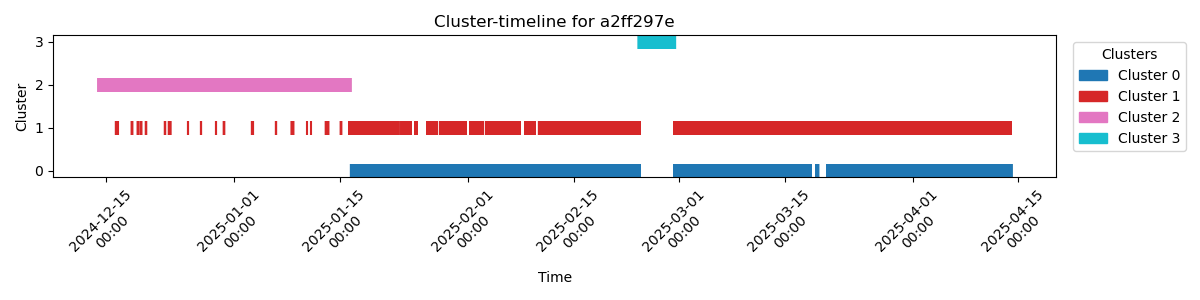 Cluster-timeline for a2ff297e
Cluster
3
2
1
0
2024-12-15
00:00
2025-01-01
00:00
2025-01-15
00:00
2025-02-01
00:00
2025-02-15
00:00
2025-03-01
00:00
2025-03-15
00:00
2025-04-01
00:00
2025-04-15
00:00
Time
Clusters
Cluster 0
Cluster 1
Cluster 2
Cluster 3